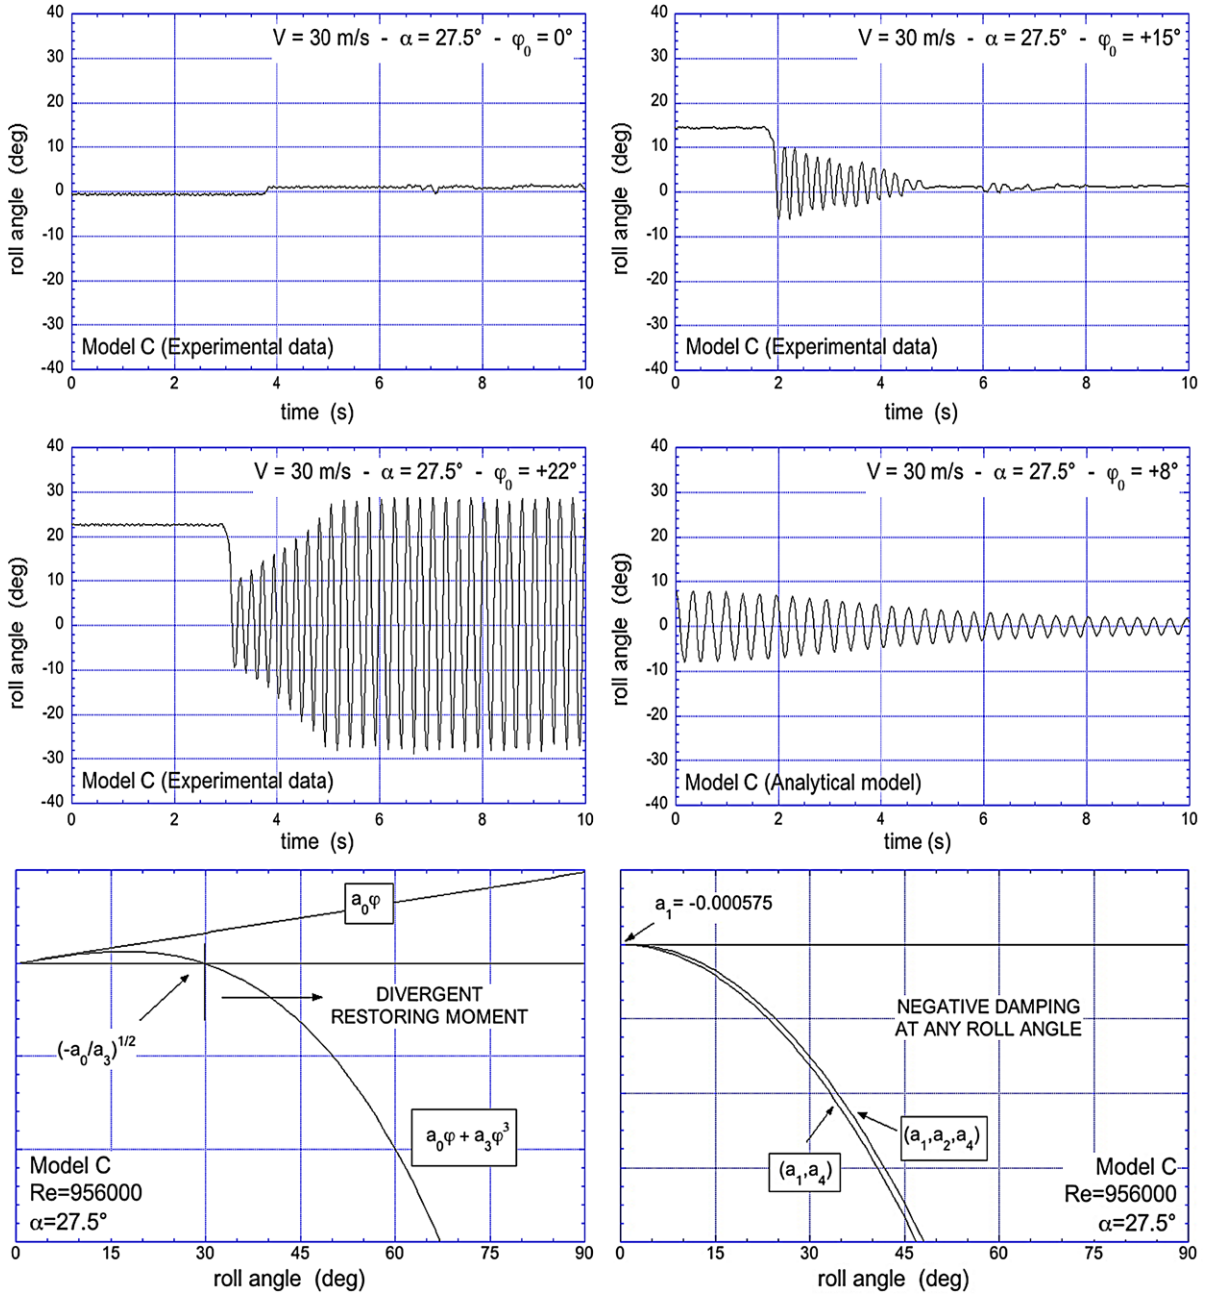 V = 30 m/s - α = 27.5° - φ0 = 0°
40
30
20
10
0
-10
-20
-30
-40
roll angle (deg)
Model C (Experimental data)
0 2 4 6 8 10
time (s)
V = 30 m/s - α = 27.5° - φ0 = +15°
40
30
20
10
0
-10
-20
-30
-40
roll angle (deg)
Model C (Experimental data)
0 2 4 6 8 10
time (s)
V = 30 m/s - α = 27.5° - φ0 = +22°
40
30
20
10
0
-10
-20
-30
-40
roll angle (deg)
Model C (Experimental data)
0 2 4 6 8 10
time (s)
V = 30 m/s - α = 27.5° - φ0 = +8°
40
30
20
10
0
-10
-20
-30
-40
roll angle (deg)
Model C (Analytical model)
0 2 4 6 8 10
time (s)
a0φ
DIVERGENT
RESTORING MOMENT
(-a0/a3)1/2
a0φ + a3φ3
Model C
Re=956000
α=27.5°
0 15 30 45 60 75 90
roll angle (deg)
a1= -0.000575
NEGATIVE DAMPING
AT ANY ROLL ANGLE
(a1,a2,a4)
(a1,a4)
Model C
Re=956000
α=27.5°
0 15 30 45 60 75 90
roll angle (deg)